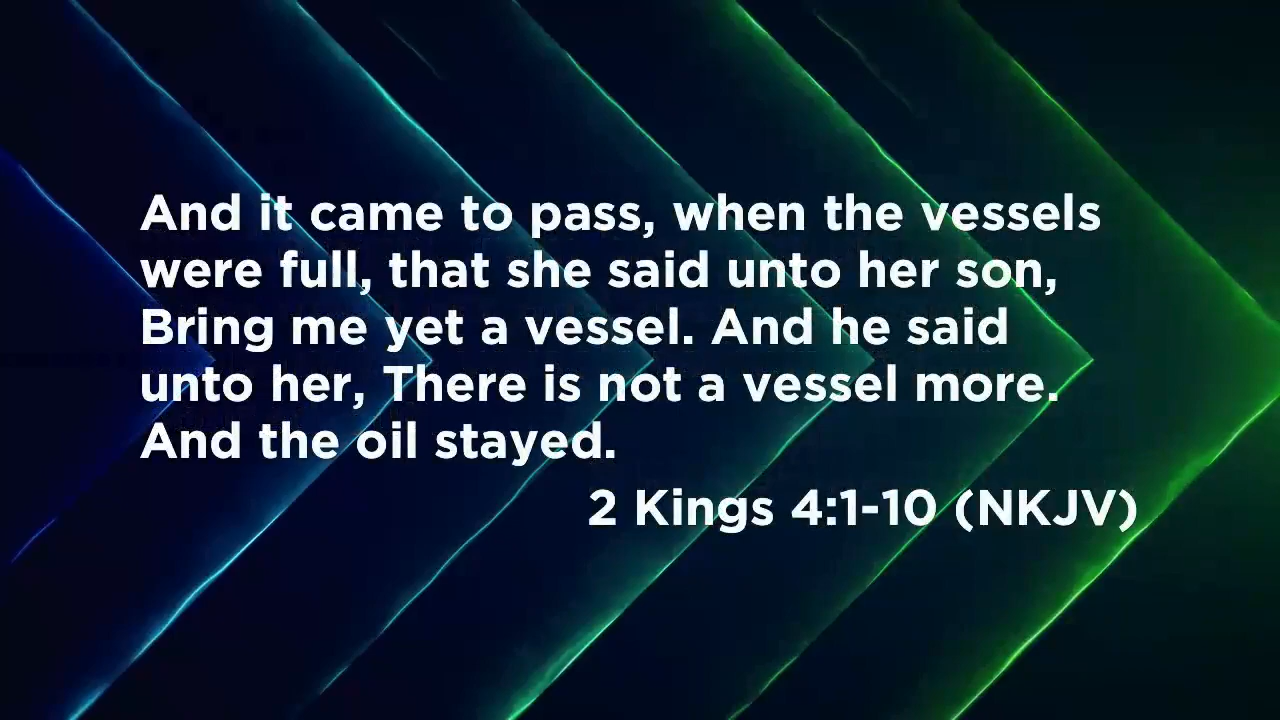 And it came to pass, when the vessels
were full, that she said unto her son,
Bring me yet a vessel. And he said
unto her, There is not a vessel more.
And the oil stayed.
2 Kings 4:1-10 (NKJV)